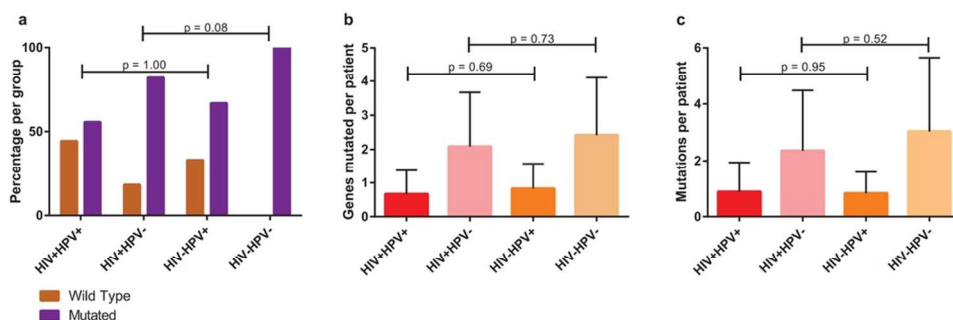 a
p = 0.08
p = 1.00
Percentage per group
100
50
0
HIV+HPV+
HIV+HPV-
HIV-HPV+
HIV-HPV-
Wild Type
Mutated
b
p = 0.73
p = 0.69
Genes mutated per patient
5
4
3
2
1
0
HIV+HPV+
HIV+HPV-
HIV-HPV+
HIV-HPV-
c
p = 0.52
p = 0.95
Mutations per patient
6
4
2
0
HIV+HPV+
HIV+HPV-
HIV-HPV+
HIV-HPV-